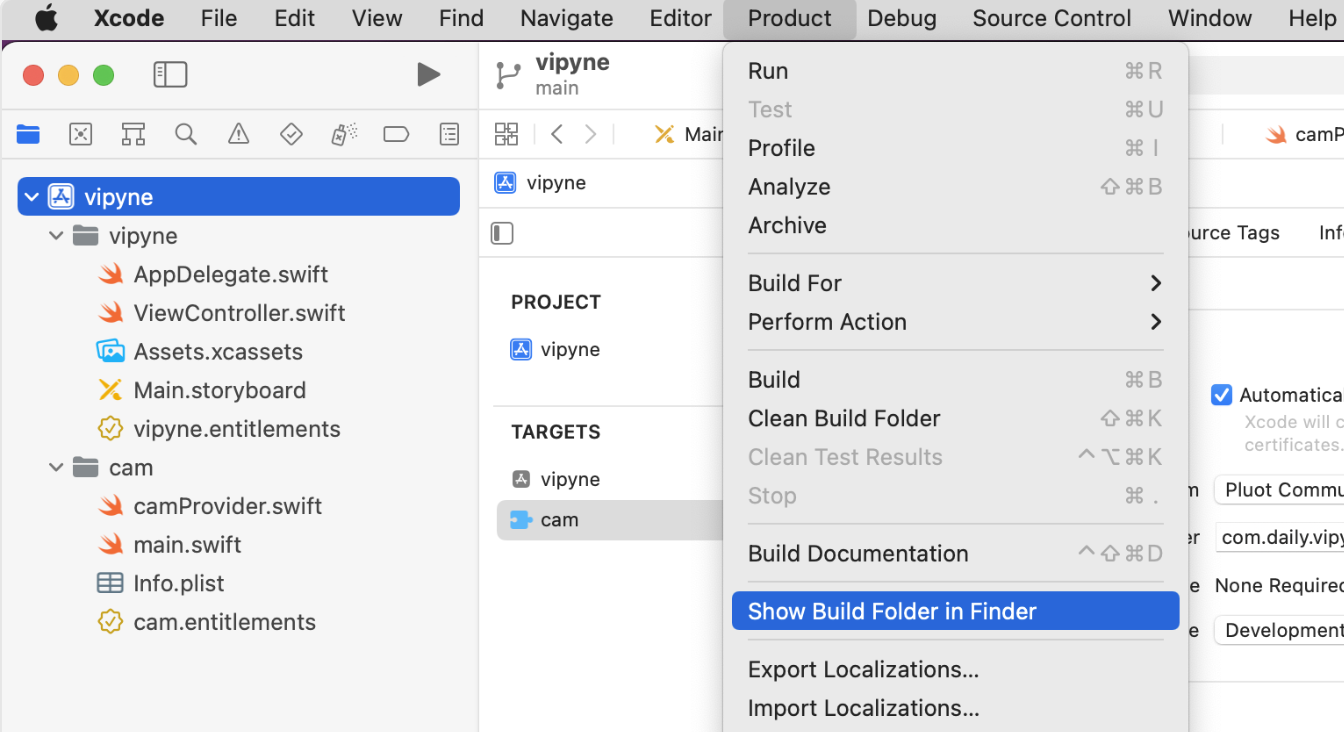 Xcode File Edit View Find Navigate Editor Product Debug Source Control Window Help
vipyne
main
Main
camP
vipyne
vipyne
AppDelegate.swift
ViewController.swift
Assets.xcassets
Main.storyboard
vipyne.entitlements
cam
camProvider.swift
main.swift
Info.plist
cam.entitlements
vipyne
PROJECT
vipyne
TARGETS
vipyne
cam
Run ⌘R
Test ⌘U
Profile ⌘I
Analyze ⇧⌘B
Archive
Build For
Perform Action
Build ⌘B
Clean Build Folder ⇧⌘K
Clean Test Results ^⌥⌘K
Stop ⌘.
Build Documentation ^⇧⌘D
Show Build Folder in Finder
Export Localizations...
Import Localizations...
urce Tags Inf
Automatica
Xcode will c
certificates.
m Pluot Commu
er com.daily.vipy
e None Required
e Development